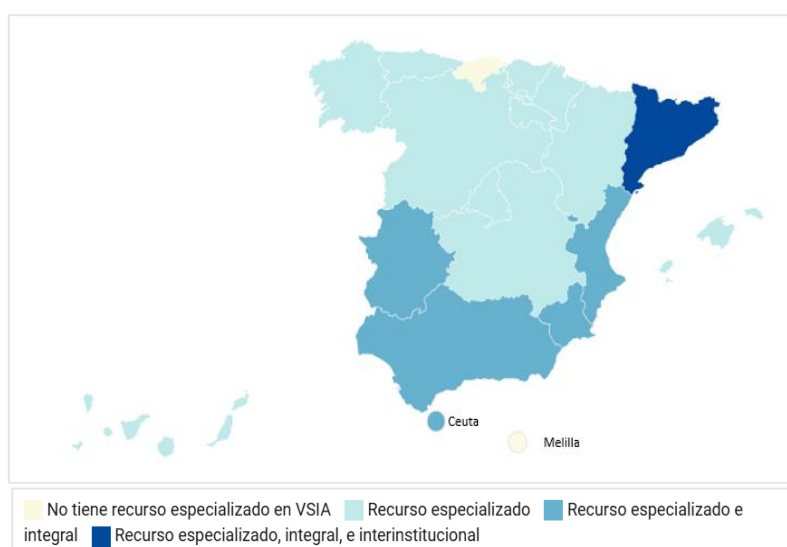 Ceuta
Melilla
No tiene recurso especializado en VSIA Recurso especializado Recurso especializado e
integral Recurso especializado, integral, e interinstitucional